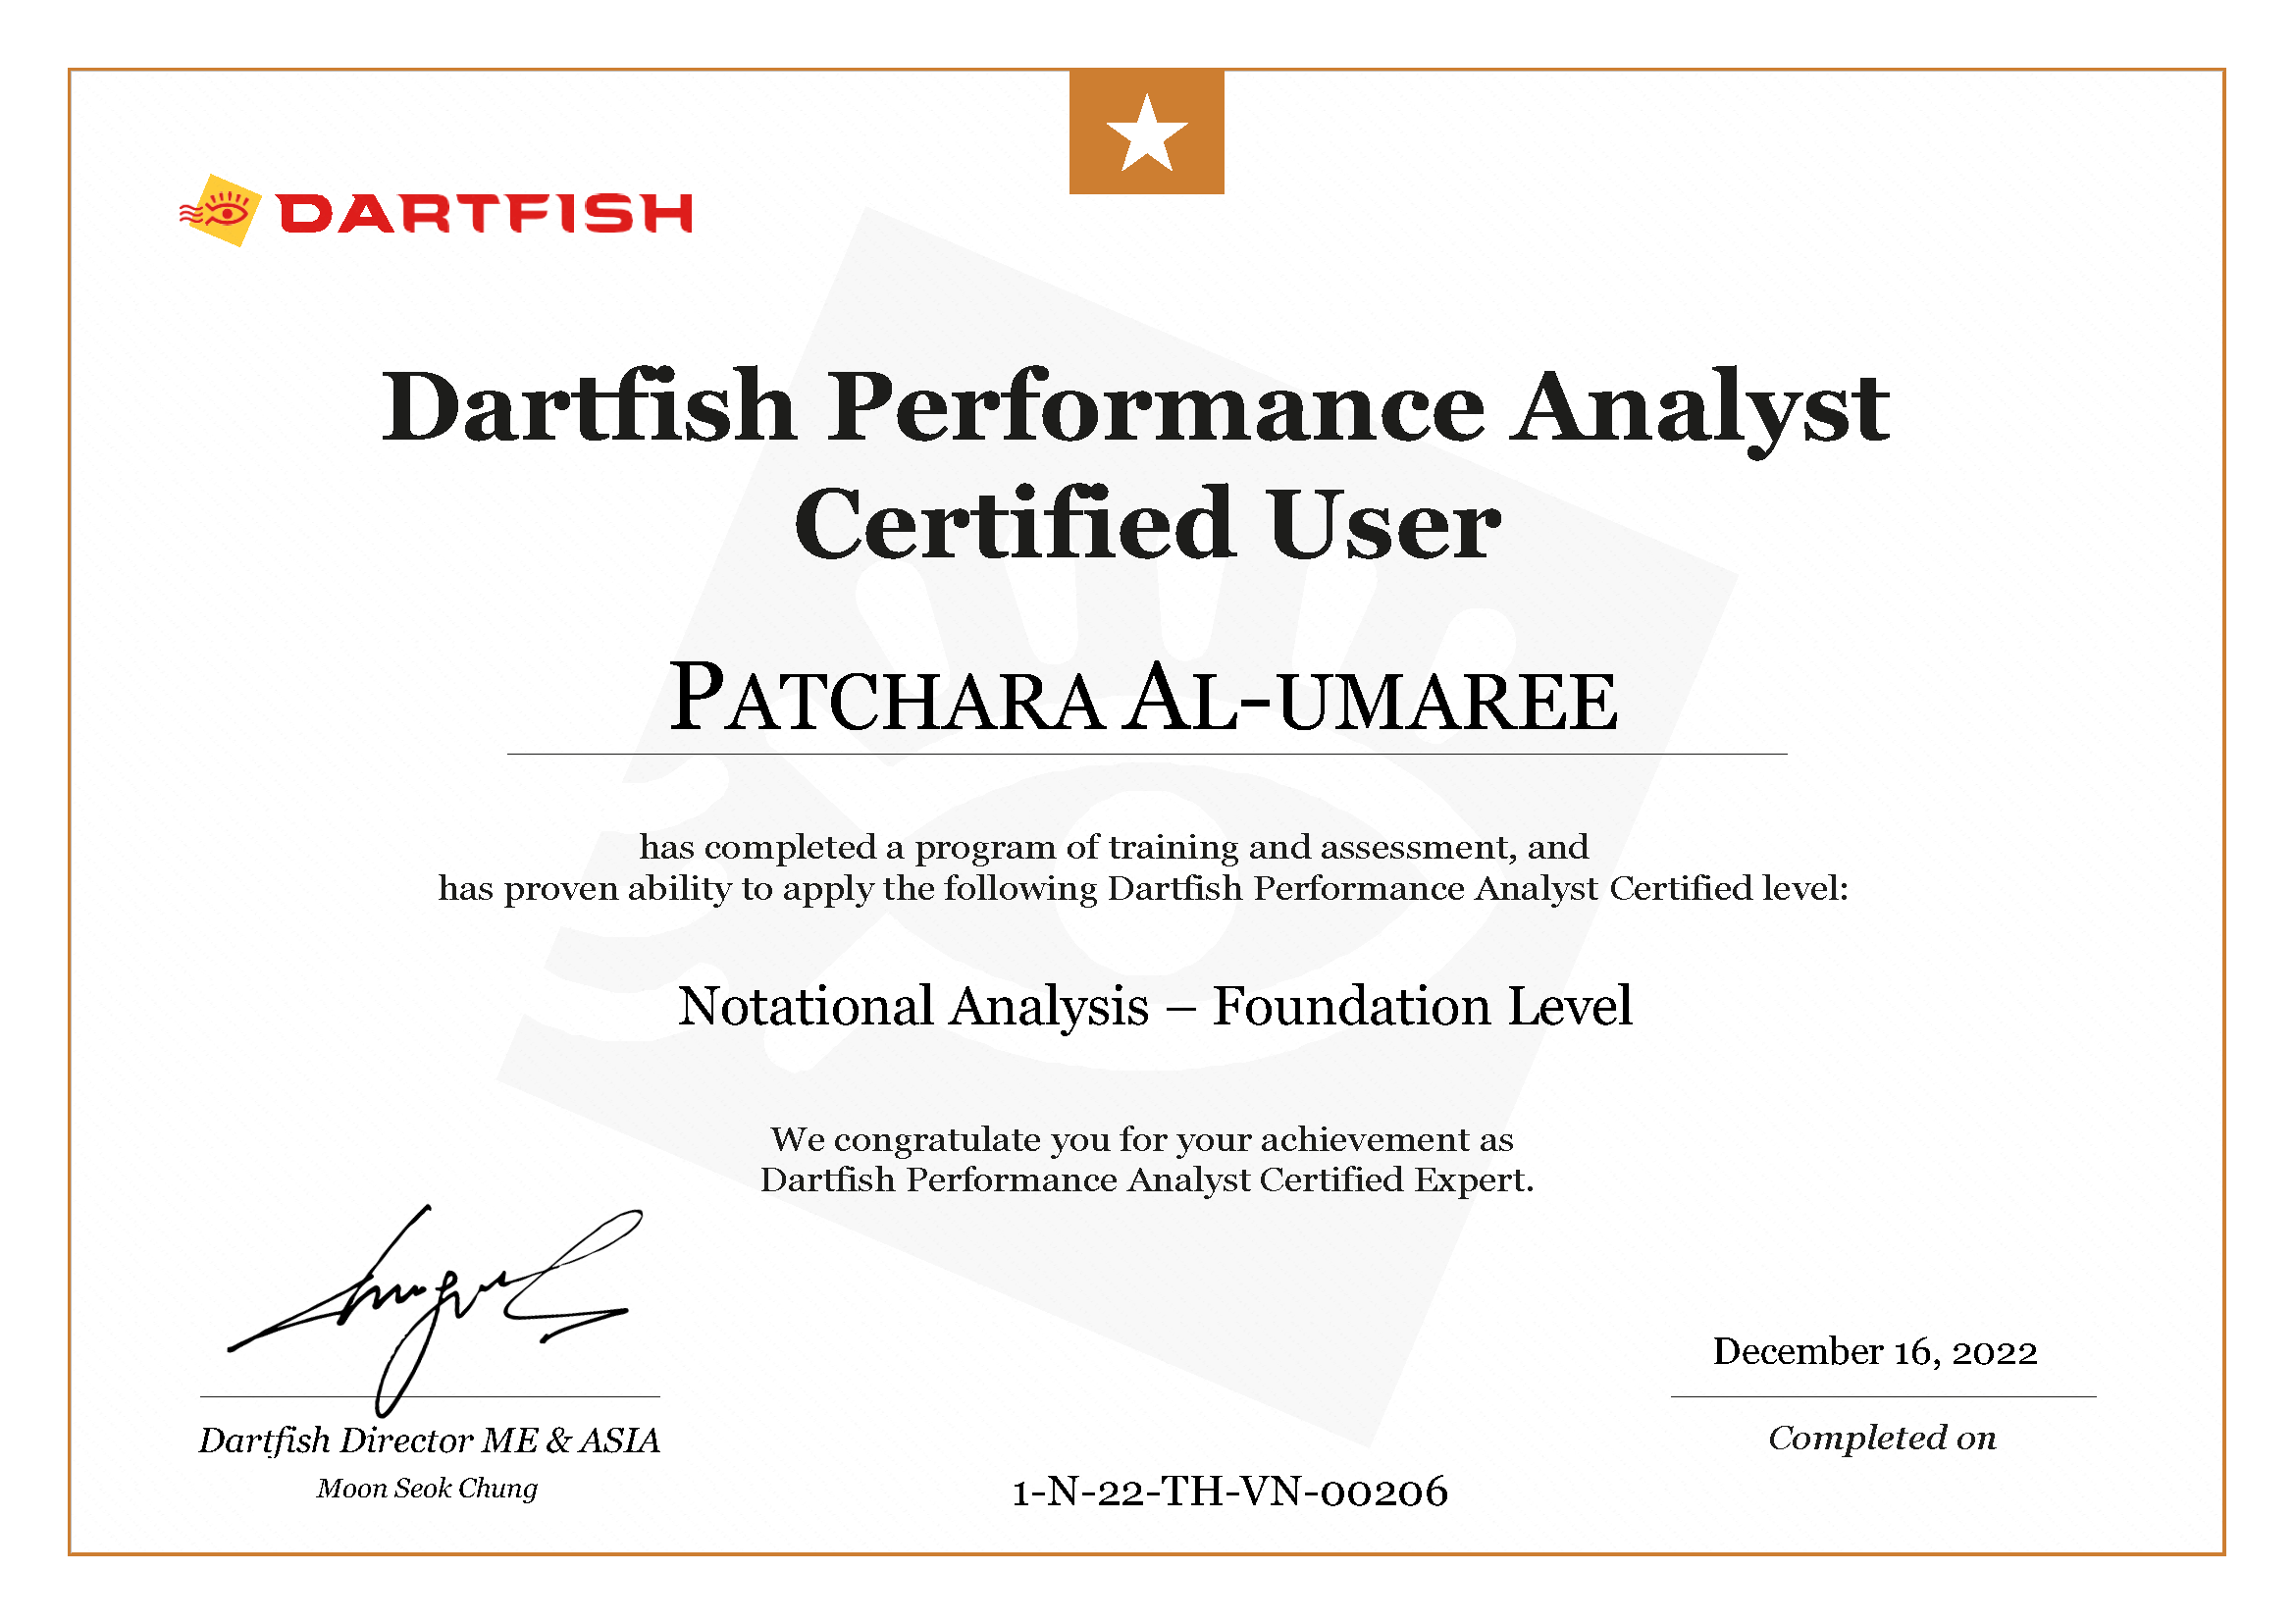 DARTFISH
Dartfish Performance Analyst
Certified User
PATCHARA AL-UMAREE
has completed a program of training and assessment, and
has proven ability to apply the following Dartfish Performance Analyst Certified level:
Notational Analysis – Foundation Level
We congratulate you for your achievement as
Dartfish Performance Analyst Certified Expert.
December 16, 2022
Dartfish Director ME & ASIA
Completed on
Moon Seok Chung
1-N-22-TH-VN-00206